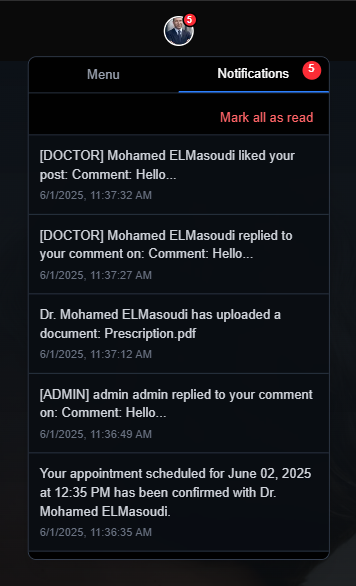 5
Menu
Notifications
5
Mark all as read
[DOCTOR] Mohamed ELMasoudi liked your
post: Comment: Hello...
6/1/2025, 11:37:32 AM
[DOCTOR] Mohamed ELMasoudi replied to
your comment on: Comment: Hello...
6/1/2025, 11:37:27 AM
Dr. Mohamed ELMasoudi has uploaded a
document: Prescription.pdf
6/1/2025, 11:37:12 AM
[ADMIN] admin admin replied to your comment
on: Comment: Hello...
6/1/2025, 11:36:49 AM
Your appointment scheduled for June 02, 2025
at 12:35 PM has been confirmed with Dr.
Mohamed ELMasoudi.
6/1/2025, 11:36:35 AM